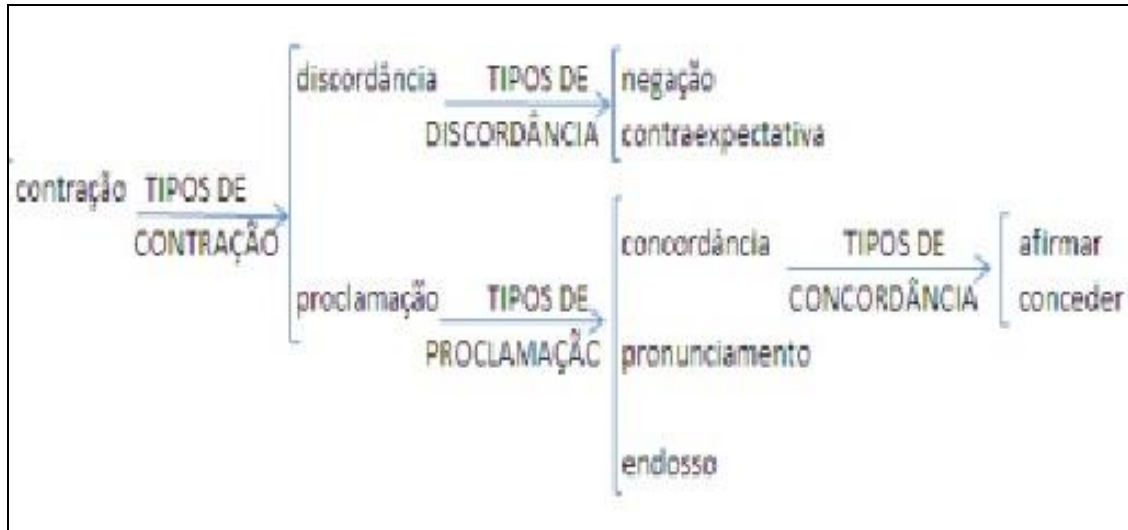 discordância TIPOS DE negação
DISCORDÂNCIA contraexpectativa
contração TIPOS DE
CONTRAÇÃO
concordância TIPOS DE afirmar
proclamação TIPOS DE CONCORDÂNCIA conceder
PROCLAMAÇÃC pronunciamento
endosso